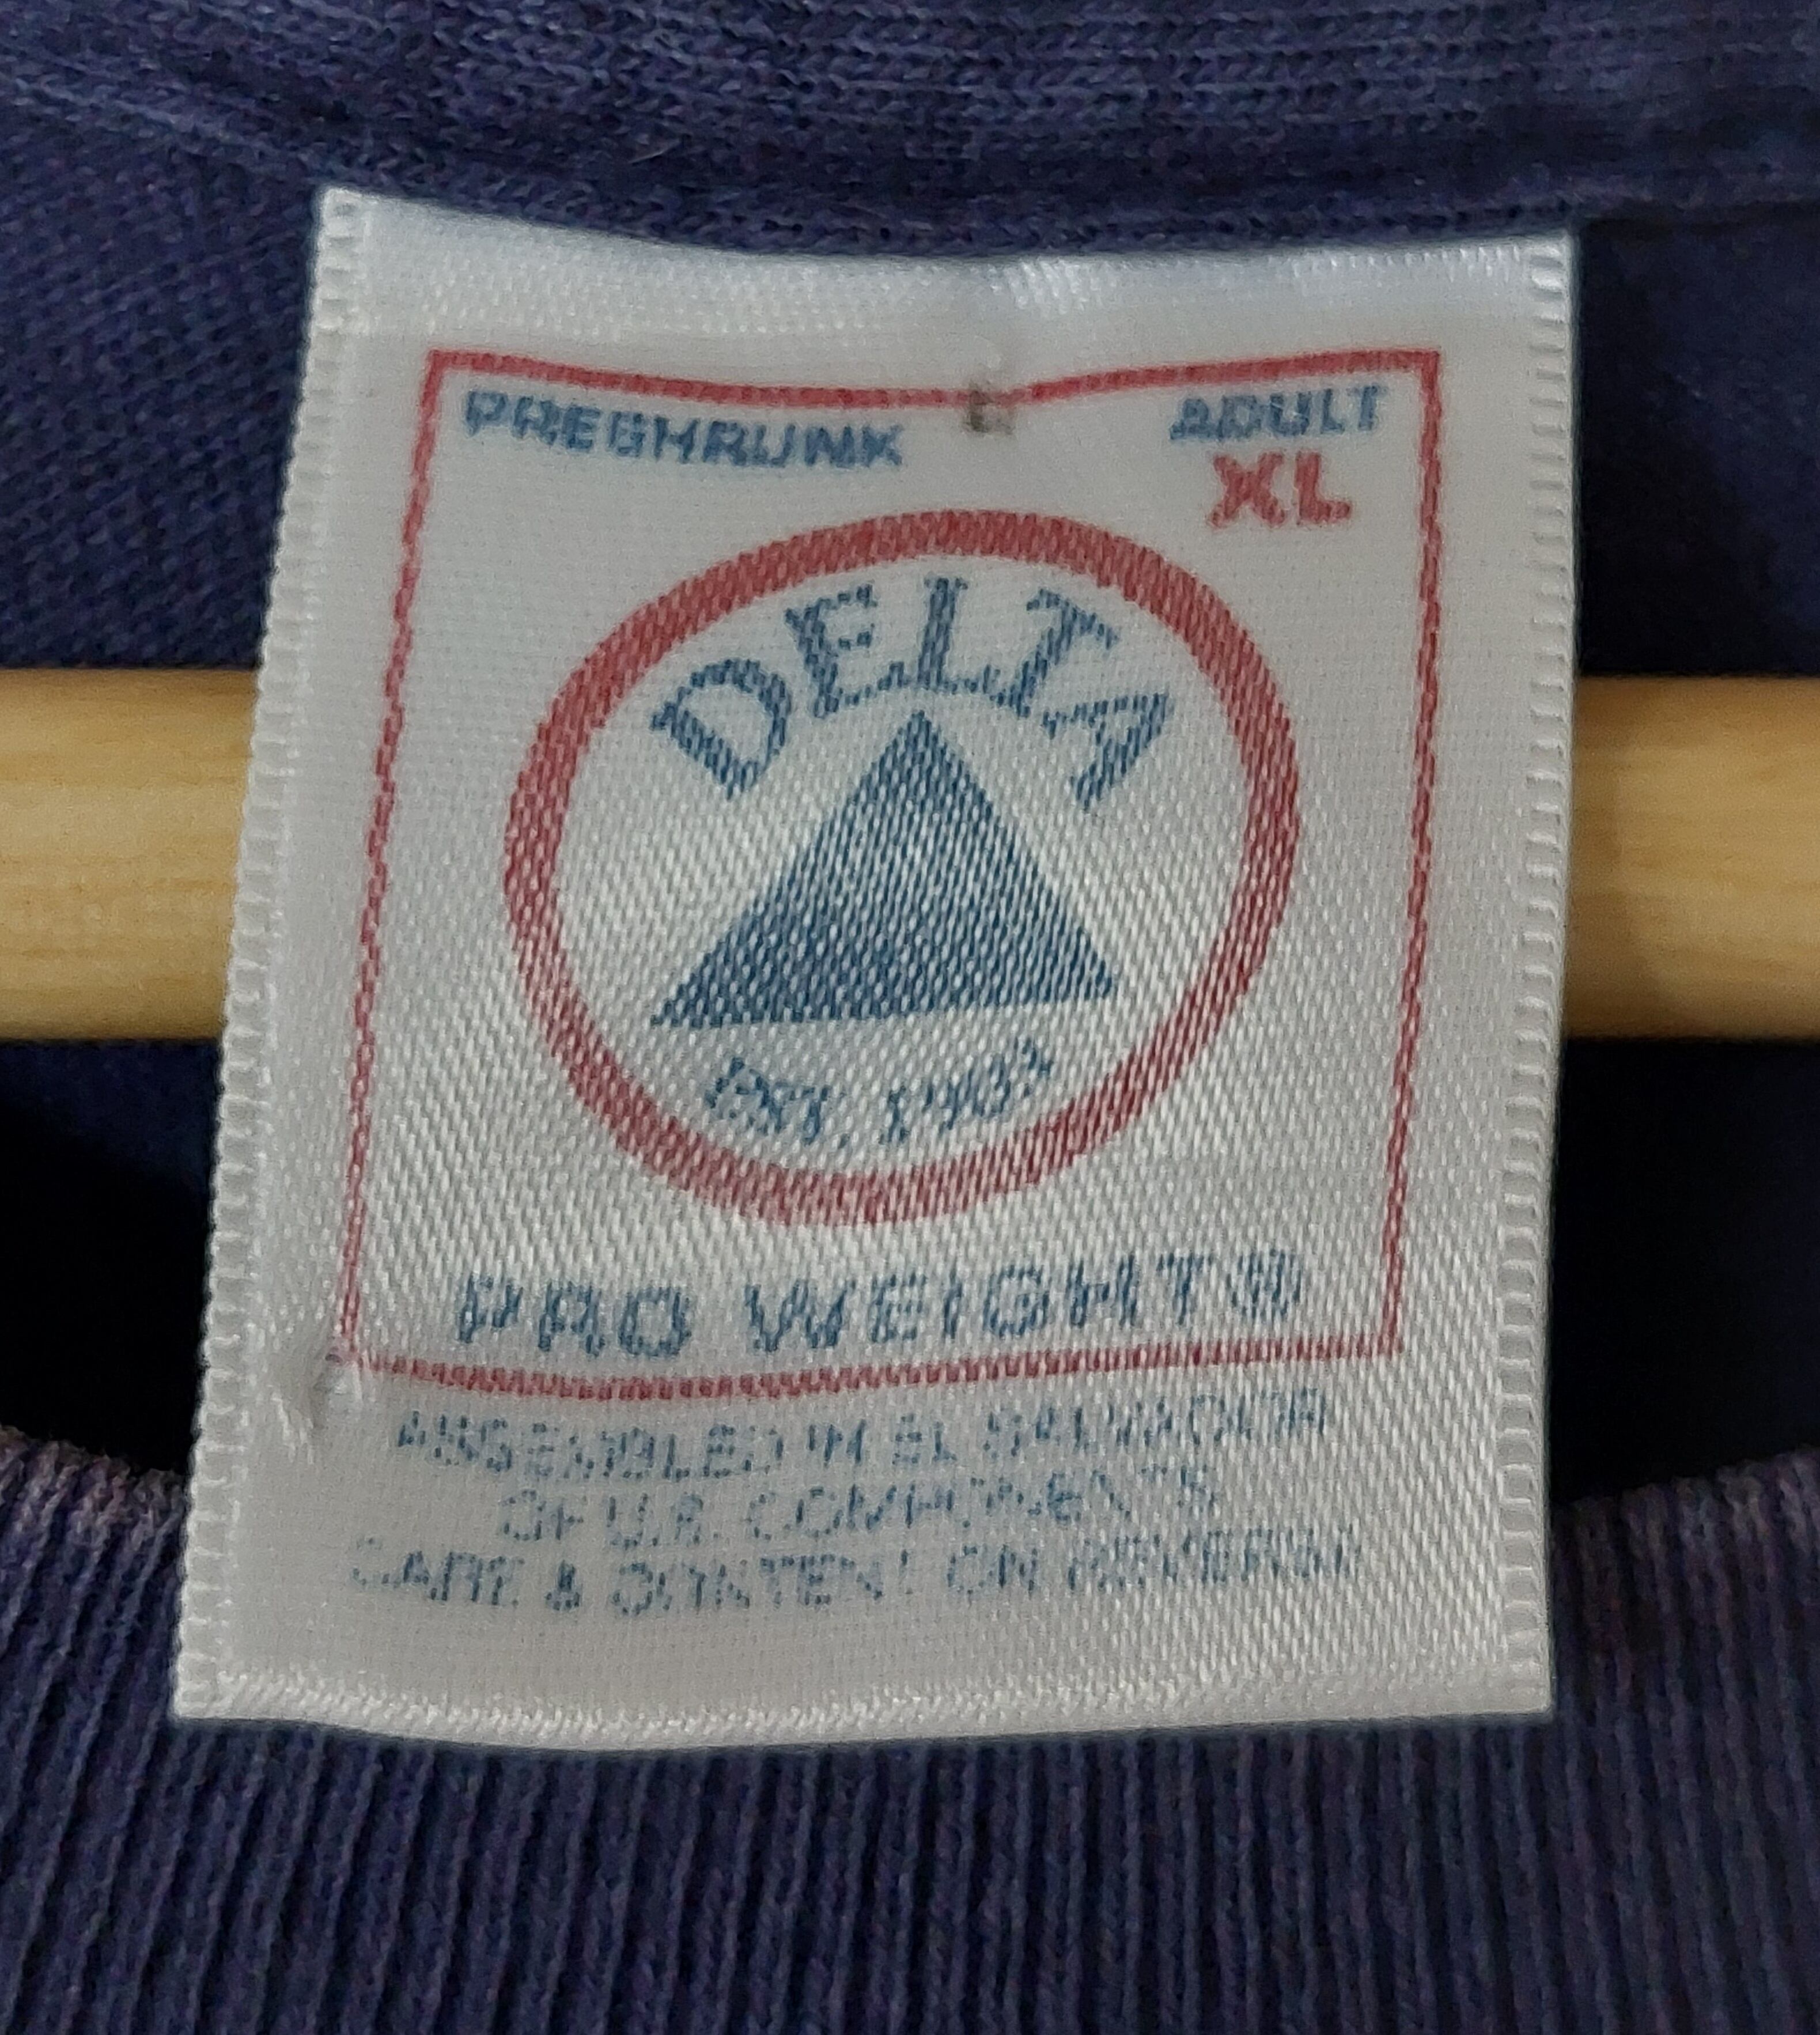 PRESHRUNK
ADULT
XL
DELTA
EST. 1903
PRO WEIGHT®
ASSEMBLED IN EL SALVADOR
OF U.S. COMPONENTS
CARE & CONTENT ON REVERSE